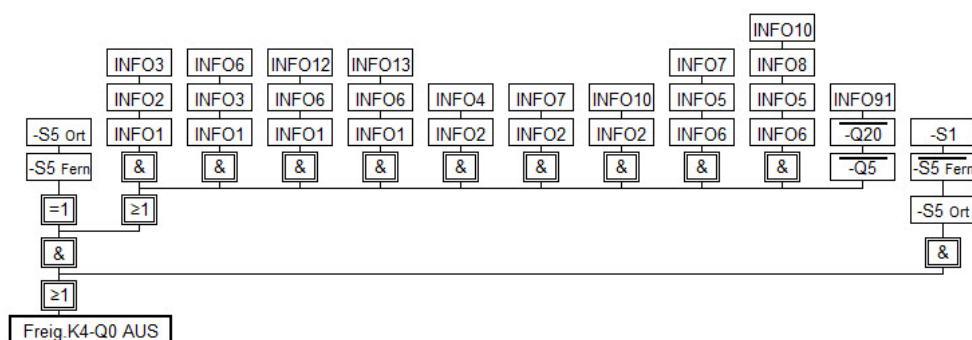 INFO10
INFO3 INFO6 INFO12 INFO13 INFO7 INFO8
INFO2 INFO3 INFO6 INFO6 INFO4 INFO7 INFO10 INFO5 INFO5 INFO91
-S5 Ort INFO1 INFO1 INFO1 INFO1 INFO2 INFO2 INFO2 INFO6 INFO6 -Q20 -S1
-S5 Fern & & & & & & & & & -Q5 -S5 Fern
=1 ≥1 -S5 Ort
& &
≥1
Freig.K4-Q0 AUS